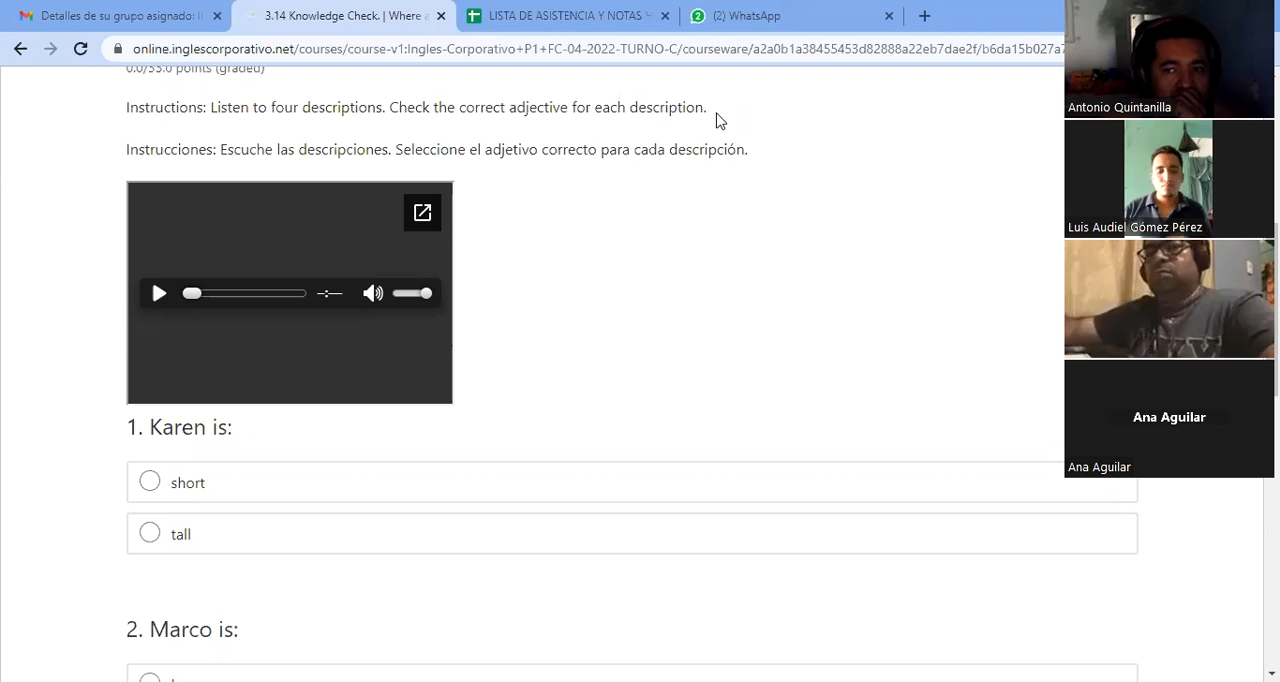 Detalles de su grupo asignado: Il
3.14 Knowledge Check. | Where a
LISTA DE ASISTENCIA Y NOTAS H
(2) WhatsApp
online.inglescorporativo.net/courses/course-v1:Ingles-Corporativo+P1+FC-04-2022-TURNO-C/courseware/a2a0b1a38455453d82888a22eb7dae2f/b6da15b027a7
0.0/55.0 points (graded)
Instructions: Listen to four descriptions. Check the correct adjective for each description.
Instrucciones: Escuche las descripciones. Seleccione el adjetivo correcto para cada descripción.
-:-
1. Karen is:
short
tall
2. Marco is:
Antonio Quintanilla
Luis Audiel Gómez Pérez
Ana Aguilar
Ana Aguilar